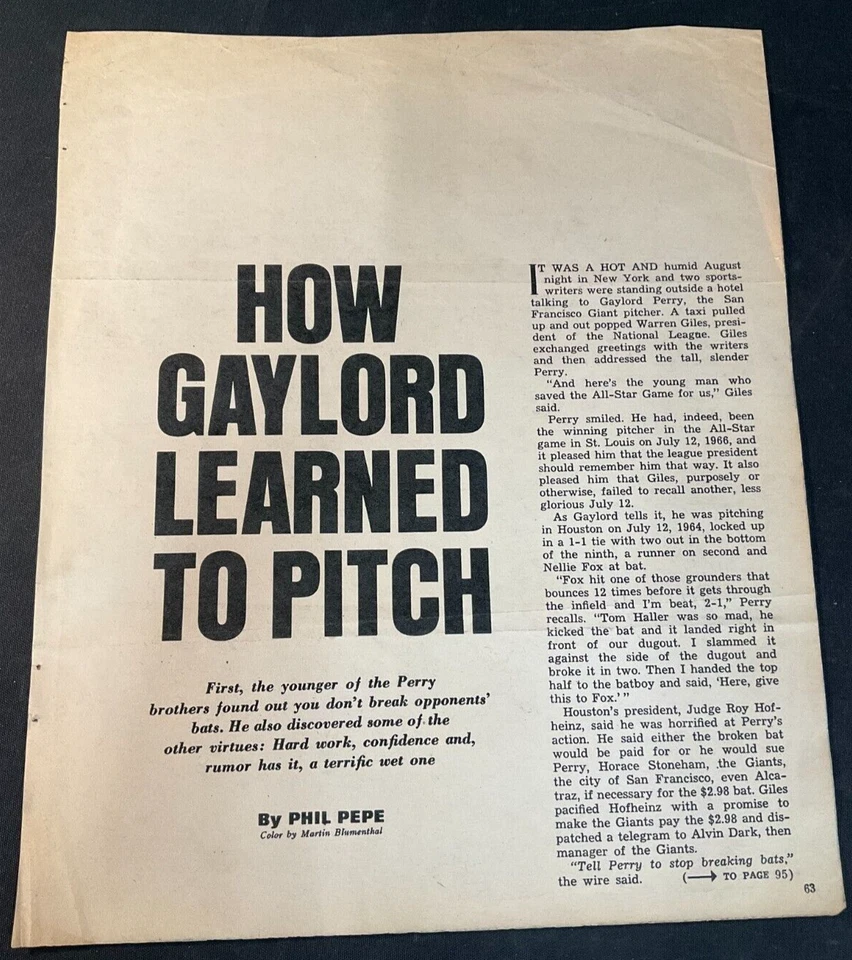 HOW
GAYLORD
LEARNED
TO PITCH
First, the younger of the Perry
brothers found out you don't break opponents'
bats. He also discovered some of the
other virtues: Hard work, confidence and,
rumor has it, a terrific wet one
By PHIL PEPE
Color by Martin Blumenthal
IT WAS A HOT AND humid August
night in New York and two sports-
writers were standing outside a hotel
talking to Gaylord Perry, the San
Francisco Giant pitcher. A taxi pulled
up and out popped Warren Giles, presi-
dent of the National League. Giles
exchanged greetings with the writers
and then addressed the tall, slender
Perry.
"And here's the young man who
saved the All-Star Game for us," Giles
said.
Perry smiled. He had, indeed, been
the winning pitcher in the All-Star
game in St. Louis on July 12, 1966, and
it pleased him that the league president
should remember him that way. It also
pleased him that Giles, purposely or
otherwise, failed to recall another, less
glorious July 12.
As Gaylord tells it, he was pitching
in Houston on July 12, 1964, locked up
in a 1-1 tie with two out in the bottom
of the ninth, a runner on second and
Nellie Fox at bat.
"Fox hit one of those grounders that
bounces 12 times before it gets through
the infield and I'm beat, 2-1," Perry
recalls. "Tom Haller was so mad, he
kicked the bat and it landed right in
front of our dugout. I slammed it
against the side of the dugout and
broke it in two. Then I handed the top
half to the batboy and said, 'Here, give
this to Fox.' "
Houston's president, Judge Roy Hof-
heinz, said he was horrified at Perry's
action. He said either the broken bat
would be paid for or he would sue
Perry, Horace Stoneham, the Giants,
the city of San Francisco, even Alca-
traz, if necessary for the $2.98 bat. Giles
pacified Hofheinz with a promise to
make the Giants pay the $2.98 and dis-
patched a telegram to Alvin Dark, then
manager of the Giants.
"Tell Perry to stop breaking bats,"
the wire said. (→ TO PAGE 95)
63